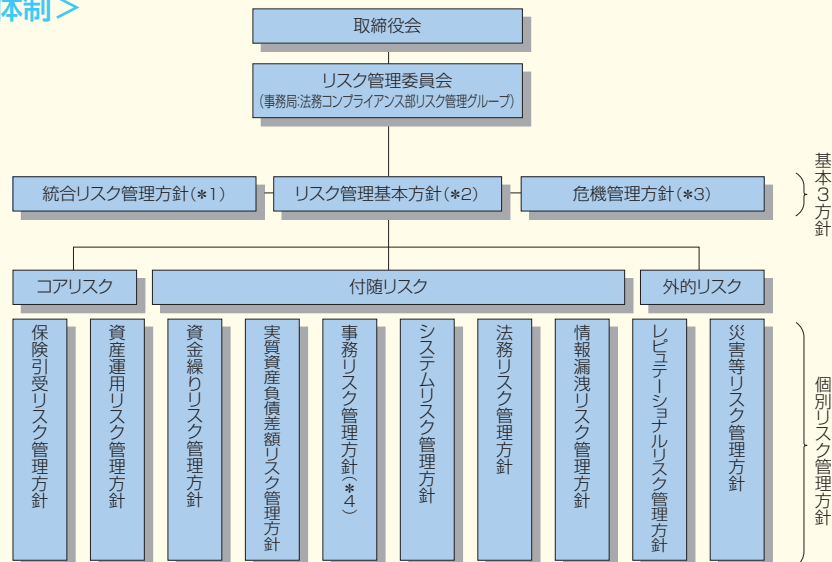 体制＞
取締役会
リスク管理委員会
(事務局:法務コンプライアンス部リスク管理グループ)
統合リスク管理方針(＊1)
リスク管理基本方針(＊2)
危機管理方針(＊3)
基本3方針
コアリスク
付随リスク
外的リスク
保険引受リスク管理方針
資産運用リスク管理方針
資金繰りリスク管理方針
実質資産負債差額リスク管理方針
事務リスク管理方針(＊4)
システムリスク管理方針
法務リスク管理方針
情報漏洩リスク管理方針
レピュテーショナルリスク管理方針
災害等リスク管理方針
個別リスク管理方針